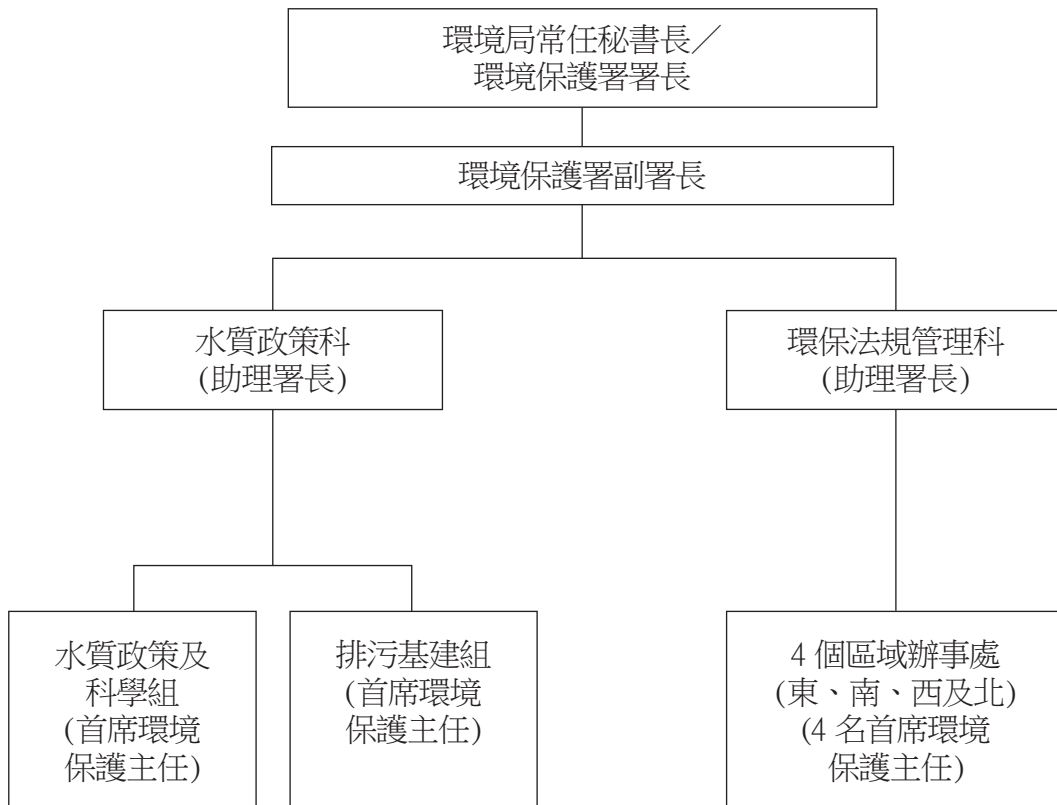 環境局常任秘書長／
環境保護署署長
環境保護署副署長
水質政策科
(助理署長)
環保法規管理科
(助理署長)
水質政策及
科學組
(首席環境
保護主任)
排污基建組
(首席環境
保護主任)
4 個區域辦事處
(東、南、西及北)
(4 名首席環境
保護主任)